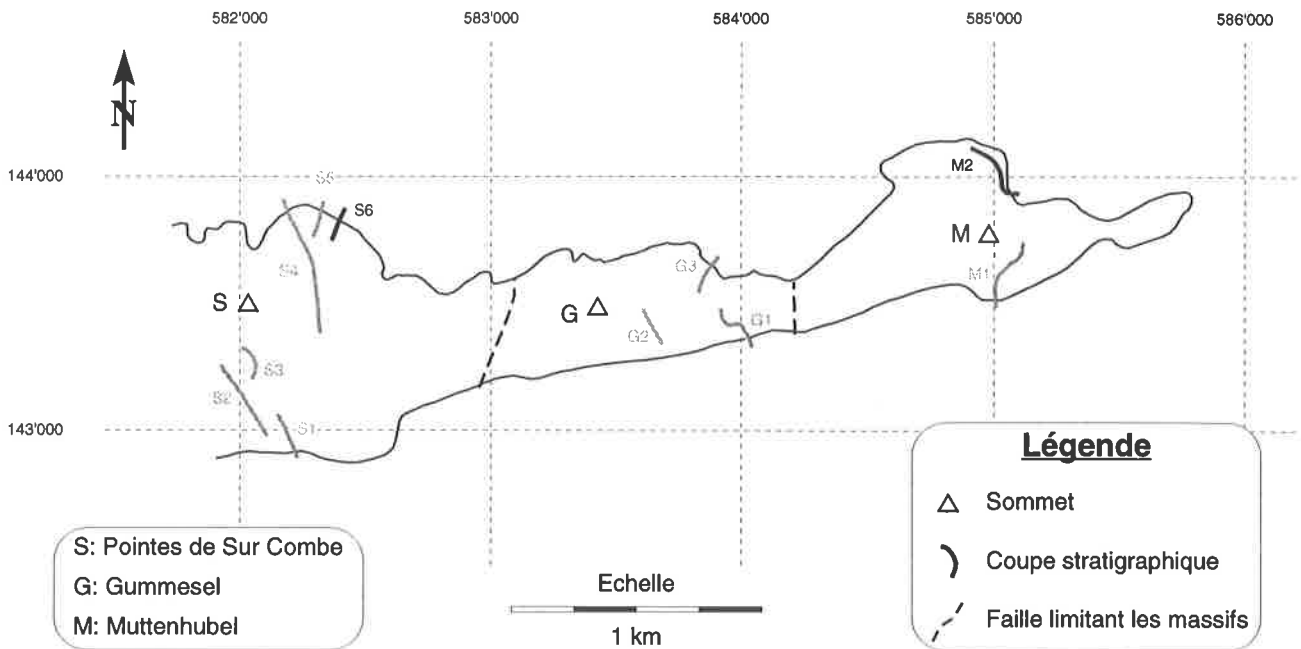 582'000 583'000 584'000 585'000 586'000
N
144'000
M2
S5
S6
M
G3
S4
M1
S
G
G1
G2
S3
S2
143'000
S1
Légende
Sommet
Coupe stratigraphique
Faille limitant les massifs
S: Pointes de Sur Combe
G: Gummesel
M: Muttenhubel
Echelle
1 km